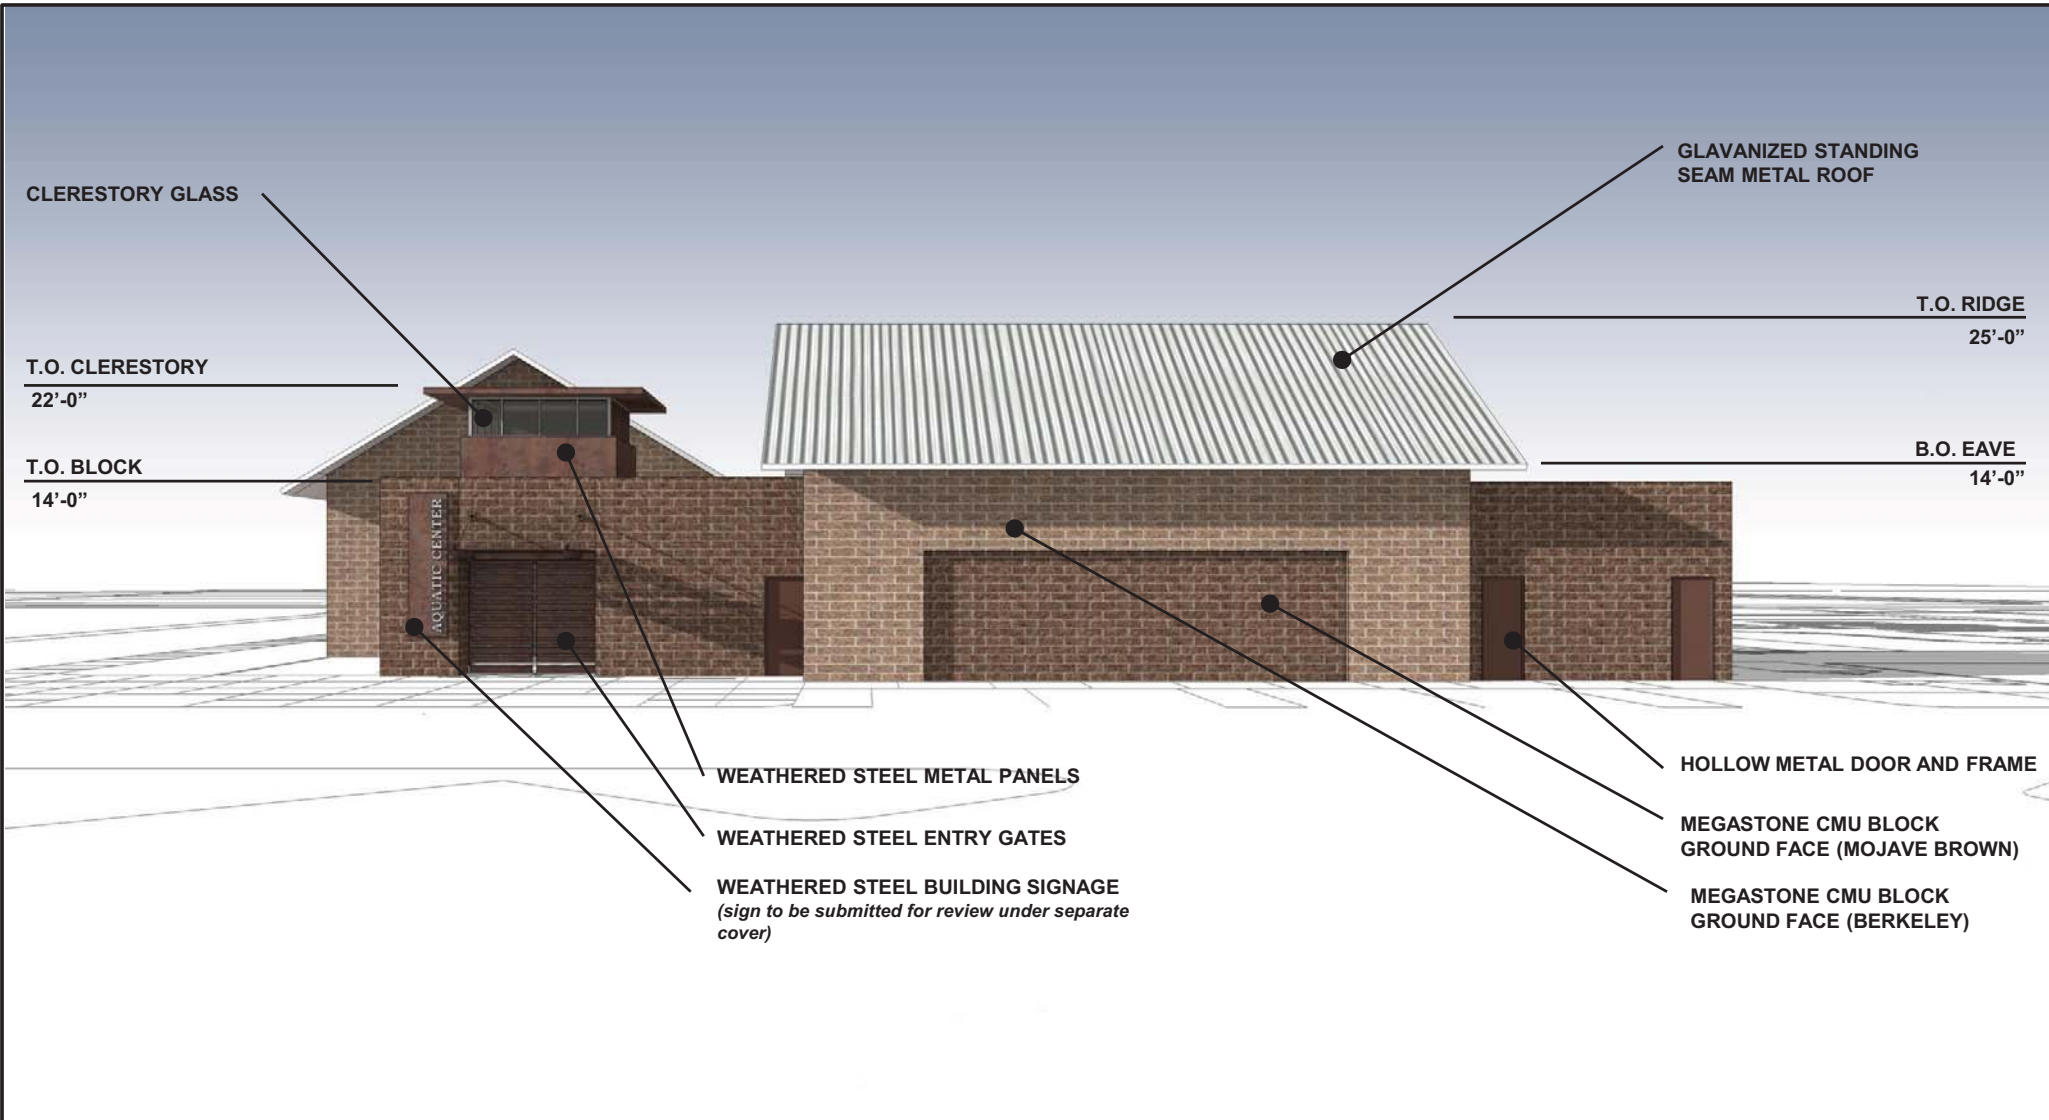 CLERESTORY GLASS
GLAVANIZED STANDING
SEAM METAL ROOF
T.O. RIDGE
25'-0”
T.O. CLERESTORY
22’-0”
B.O. EAVE
14’-0”
T.O. BLOCK
14’-0”
AQUATIC CENTER
WEATHERED STEEL METAL PANELS
WEATHERED STEEL ENTRY GATES
WEATHERED STEEL BUILDING SIGNAGE
(sign to be submitted for review under separate
cover)
HOLLOW METAL DOOR AND FRAME
MEGASTONE CMU BLOCK
GROUND FACE (MOJAVE BROWN)
MEGASTONE CMU BLOCK
GROUND FACE (BERKELEY)